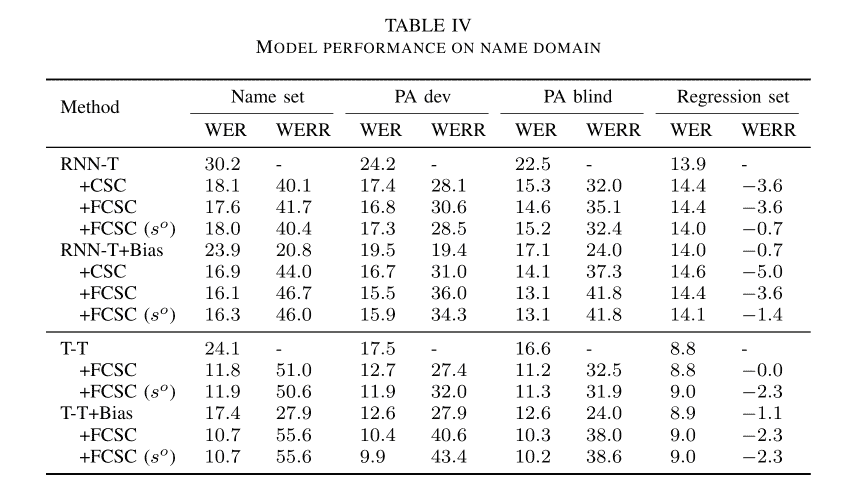 TABLE IV
MODEL PERFORMANCE ON NAME DOMAIN
Method Name set PA dev PA blind Regression set
WER WERR WER WERR WER WERR WER WERR
RNN-T 30.2 - 24.2 - 22.5 - 13.9 -
+CSC 18.1 40.1 17.4 28.1 15.3 32.0 14.4 −3.6
+FCSC 17.6 41.7 16.8 30.6 14.6 35.1 14.4 −3.6
+FCSC (sᵒ) 18.0 40.4 17.3 28.5 15.2 32.4 14.0 −0.7
RNN-T+Bias 23.9 20.8 19.5 19.4 17.1 24.0 14.0 −0.7
+CSC 16.9 44.0 16.7 31.0 14.1 37.3 14.6 −5.0
+FCSC 16.1 46.7 15.5 36.0 13.1 41.8 14.4 −3.6
+FCSC (sᵒ) 16.3 46.0 15.9 34.3 13.1 41.8 14.1 −1.4
T-T 24.1 - 17.5 - 16.6 - 8.8 -
+FCSC 11.8 51.0 12.7 27.4 11.2 32.5 8.8 −0.0
+FCSC (sᵒ) 11.9 50.6 11.9 32.0 11.3 31.9 9.0 −2.3
T-T+Bias 17.4 27.9 12.6 27.9 12.6 24.0 8.9 −1.1
+FCSC 10.7 55.6 10.4 40.6 10.3 38.0 9.0 −2.3
+FCSC (sᵒ) 10.7 55.6 9.9 43.4 10.2 38.6 9.0 −2.3